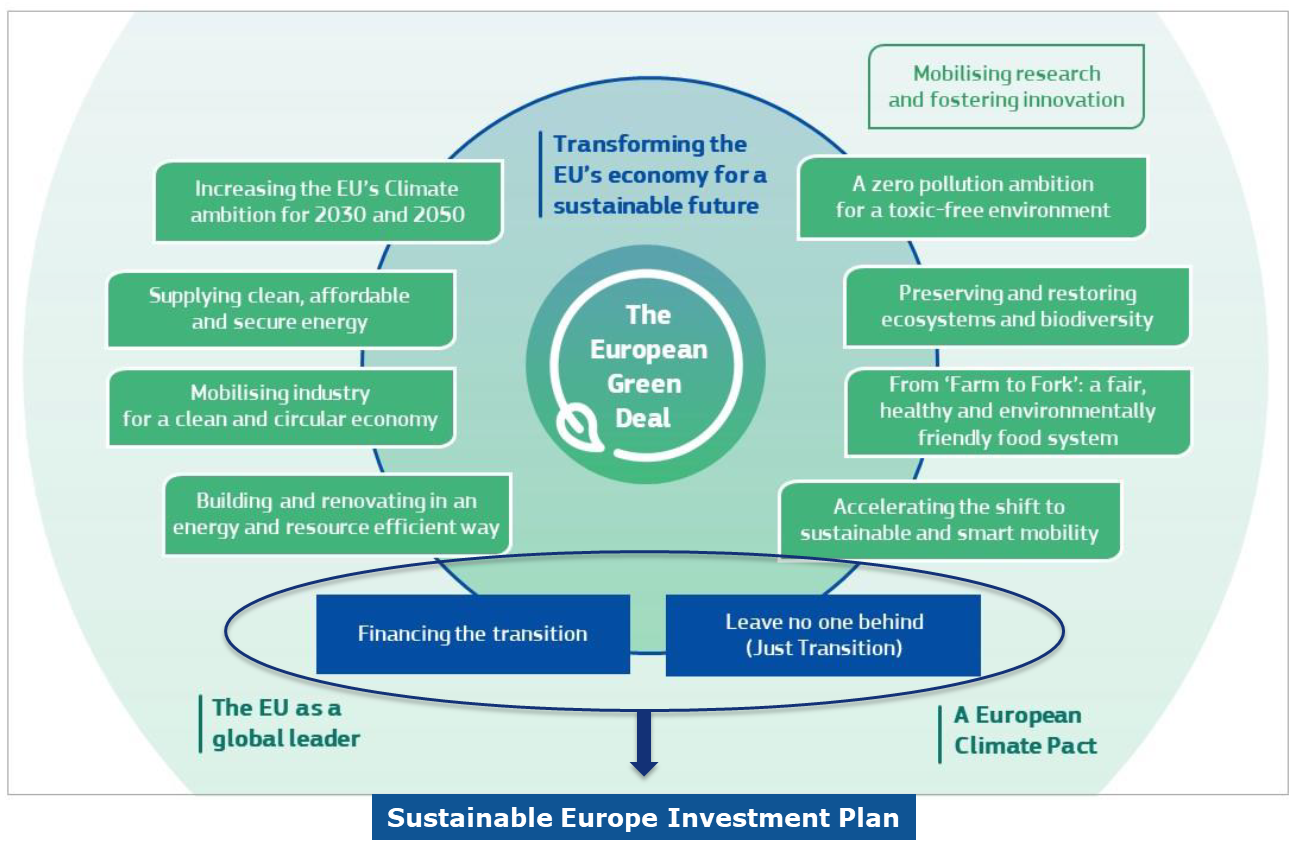 Mobilising research
and fostering innovation
Transforming the
EU's economy for a
sustainable future
Increasing the EU's Climate
ambition for 2030 and 2050
A zero pollution ambition
for a toxic-free environment
Supplying clean, affordable
and secure energy
Preserving and restoring
ecosystems and biodiversity
The
European
Green
Deal
Mobilising industry
for a clean and circular economy
From ‘Farm to Fork’: a fair,
healthy and environmentally
friendly food system
Building and renovating in an
energy and resource efficient way
Accelerating the shift to
sustainable and smart mobility
Financing the transition
Leave no one behind
(Just Transition)
The EU as a
global leader
A European
Climate Pact
Sustainable Europe Investment Plan